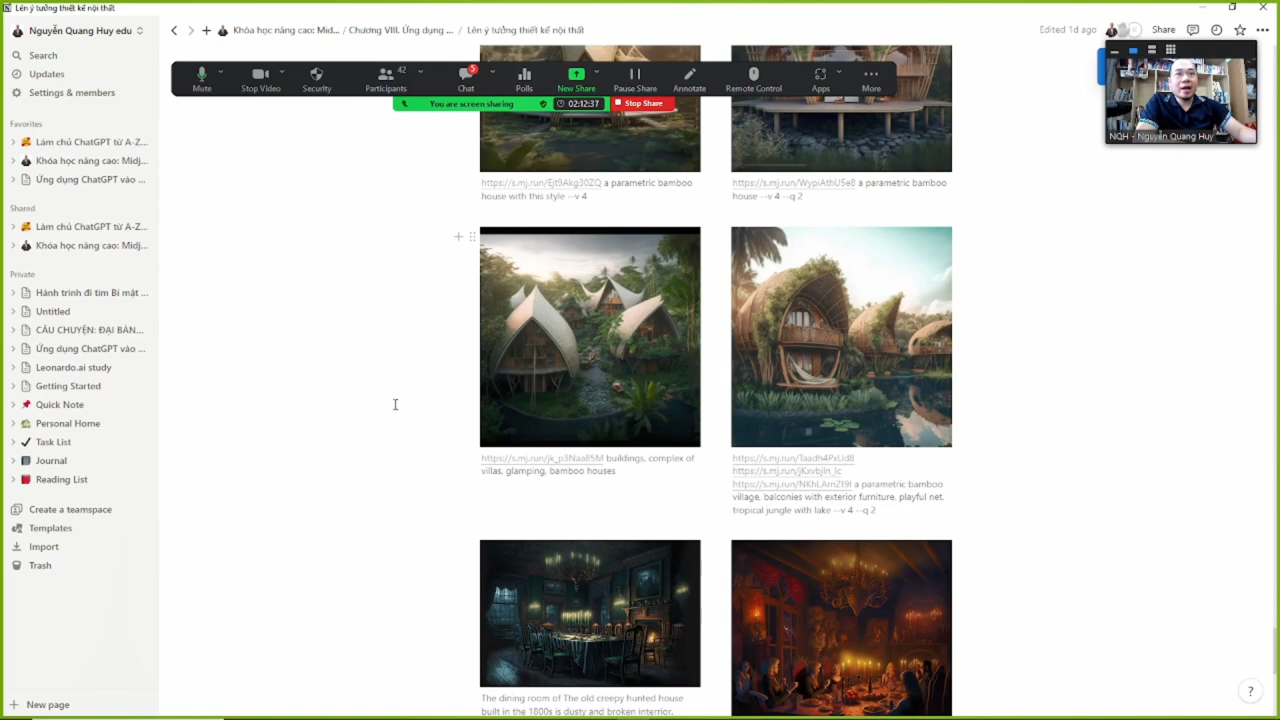 Lên ý tưởng thiết kế nội thất
Nguyễn Quang Huy edu
Search
Updates
Settings & members
Favorites
Làm chủ ChatGPT từ A-Z...
Khóa học nâng cao: Midj...
Ứng dụng ChatGPT vào ...
Shared
Làm chủ ChatGPT từ A-Z...
Khóa học nâng cao: Midj...
Private
Hành trình đi tìm Bí mật ...
Untitled
CÂU CHUYỆN: ĐẠI BÀN...
Ứng dụng ChatGPT vào ...
Leonardo.ai study
Getting Started
Quick Note
Personal Home
Task List
Journal
Reading List
Create a teamspace
Templates
Import
Trash
New page
Khóa học nâng cao: Mid... / Chương VIII. Ứng dụng ... / Lên ý tưởng thiết kế nội thất
Edited 1d ago
Share
Mute
Stop Video
Security
42
Participants
5
Chat
Polls
New Share
Pause Share
Annotate
Remote Control
Apps
More
You are screen sharing
02:12:37
Stop Share
NQH - Nguyễn Quang Huy
https://s.mj.run/Ejt9Akg30ZQ a parametric bamboo
house with this style --v 4
https://s.mj.run/WypiAthU5e8 a parametric bamboo
house --v 4 --q 2
https://s.mj.run/jk_p3Naa85M buildings, complex of
villas, glamping, bamboo houses
https://s.mj.run/Taadh4PxUd8
https://s.mj.run/jKxvbjln_Ic
https://s.mj.run/NKhLAmZt9I a parametric bamboo
village, balconies with exterior furniture, playful net,
tropical jungle with lake --v 4 --q 2
The dining room of The old creepy hunted house
built in the 1800s is dusty and broken interrior,
?